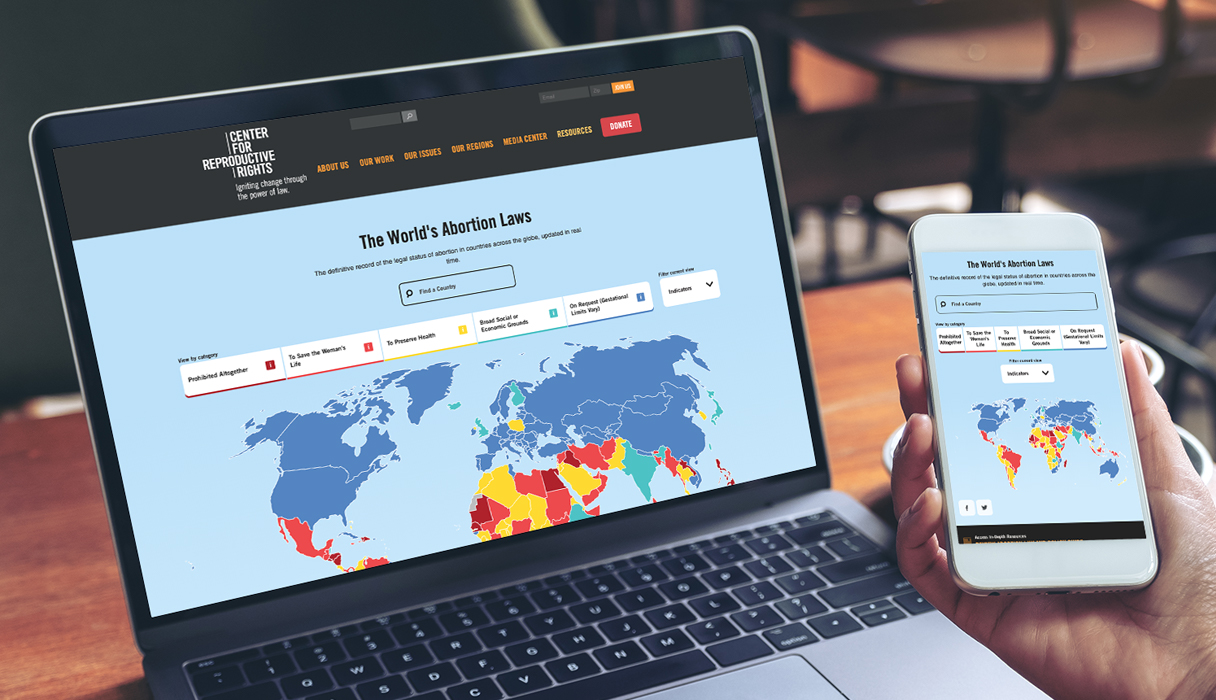 Email
Zip
JOIN US
CENTER
FOR
REPRODUCTIVE
RIGHTS
Igniting change through
the power of law.
ABOUT US OUR WORK OUR ISSUES OUR REGIONS MEDIA CENTER RESOURCES DONATE
The World's Abortion Laws
The definitive record of the legal status of abortion in countries across the globe, updated in real
time.
Find a Country
Filter current view
Indicators
View by category
Prohibited Altogether
i
To Save the Woman's
Life
i
To Preserve Health
i
Broad Social or
Economic Grounds
i
On Request (Gestational
Limits Vary)
i
The World's Abortion Laws
The definitive record of the legal status of abortion in countries across the
globe, updated in real time.
Find a Country
View by category
Prohibited
Altogether
To Save the
Woman's
Life
To
Preserve
Health
Broad Social or
Economic
Grounds
On Request
(Gestational Limits
Vary)
Filter current view
Indicators
f
Access In-Depth Resources
option